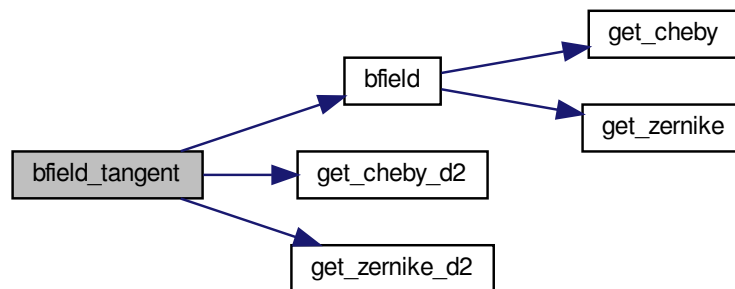 get_cheby
bfield
get_zernike
bfield_tangent
get_cheby_d2
get_zernike_d2